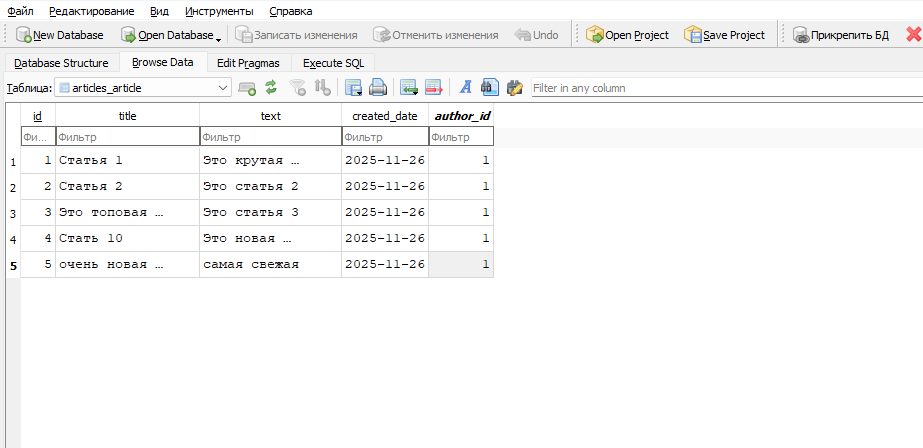 Файл Редактирование Вид Инструменты Справка
New Database Open Database Записать изменения Отменить изменения Undo Open Project Save Project Прикрепить БД
Database Structure Browse Data Edit Pragmas Execute SQL
Таблица: articles_article Filter in any column
id title text created_date author_id
Фи... Фильтр Фильтр Фильтр Фильтр
1 1 Статья 1 Это крутая … 2025-11-26 1
2 2 Статья 2 Это статья 2 2025-11-26 1
3 3 Это топовая … Это статья 3 2025-11-26 1
4 4 Стать 10 Это новая … 2025-11-26 1
5 5 очень новая … самая свежая 2025-11-26 1